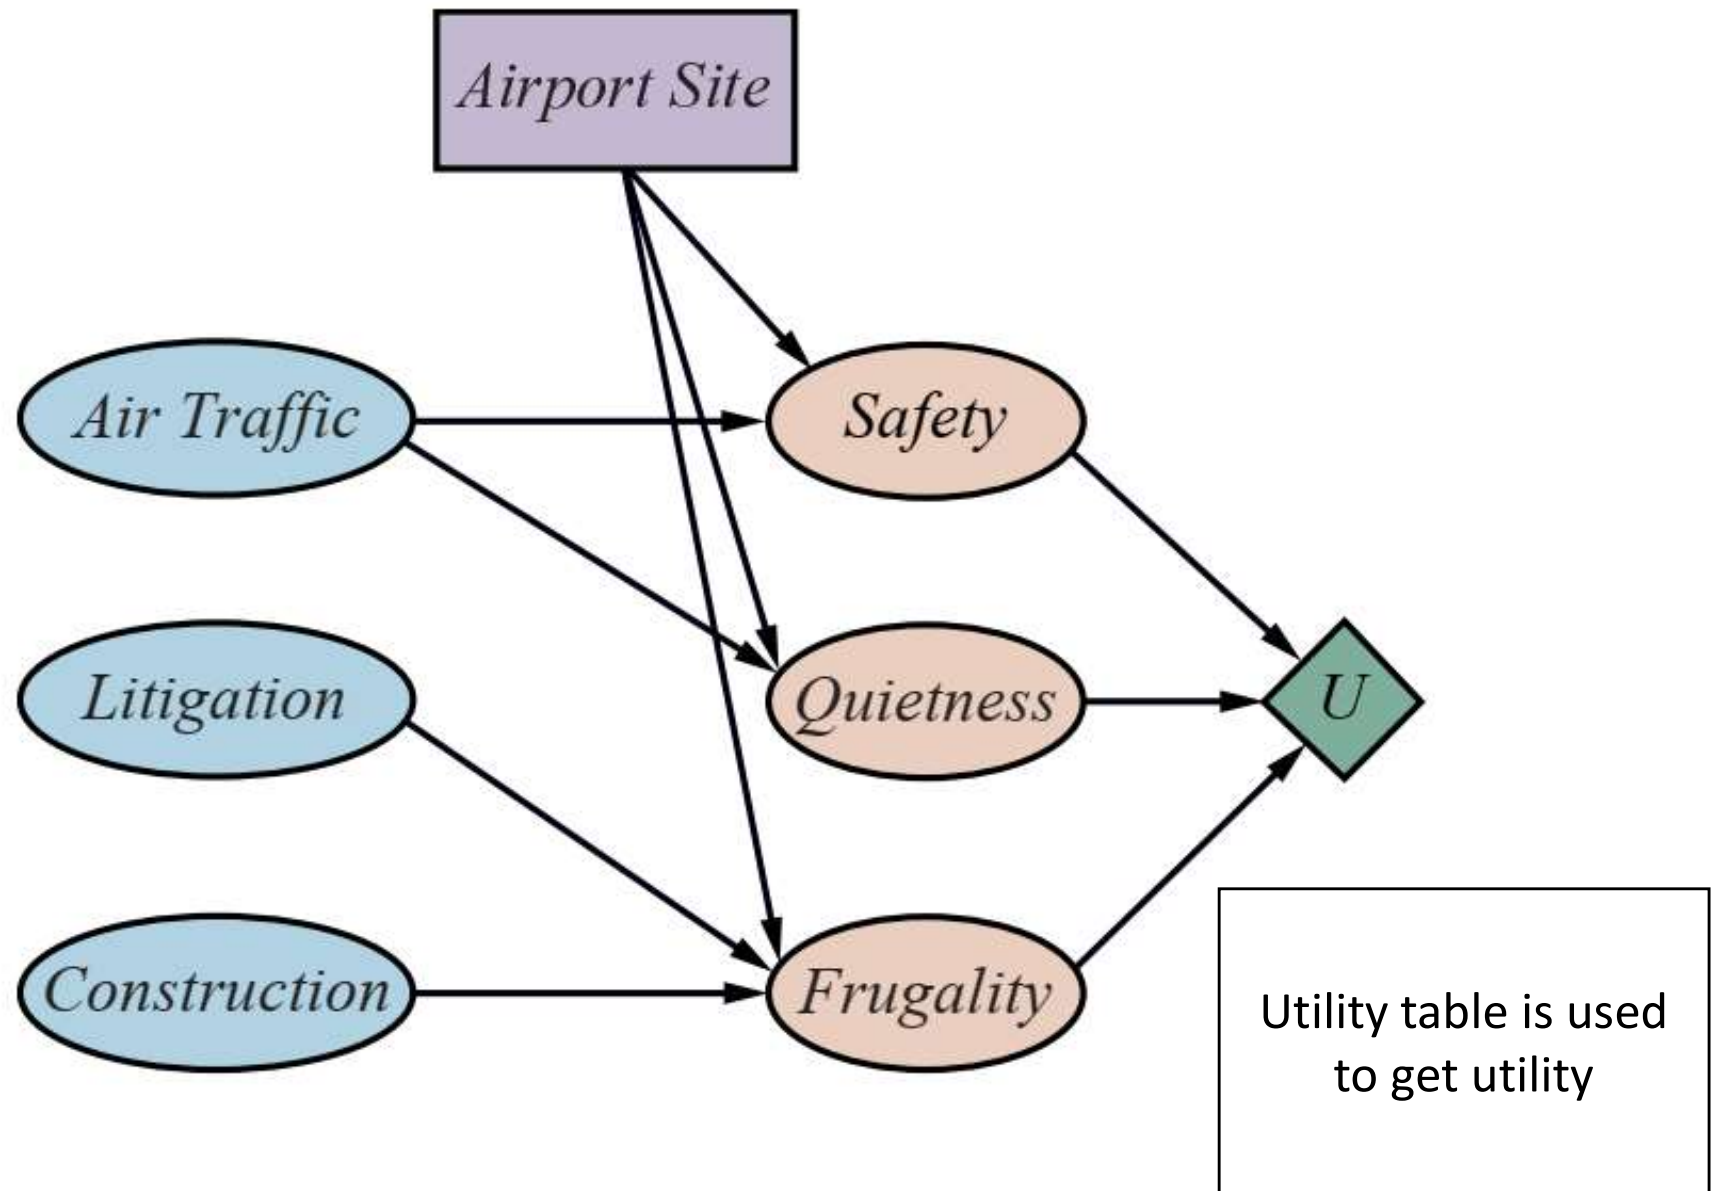 Airport Site
Air Traffic
Safety
Litigation
Quietness
U
Construction
Frugality
Utility table is used
to get utility